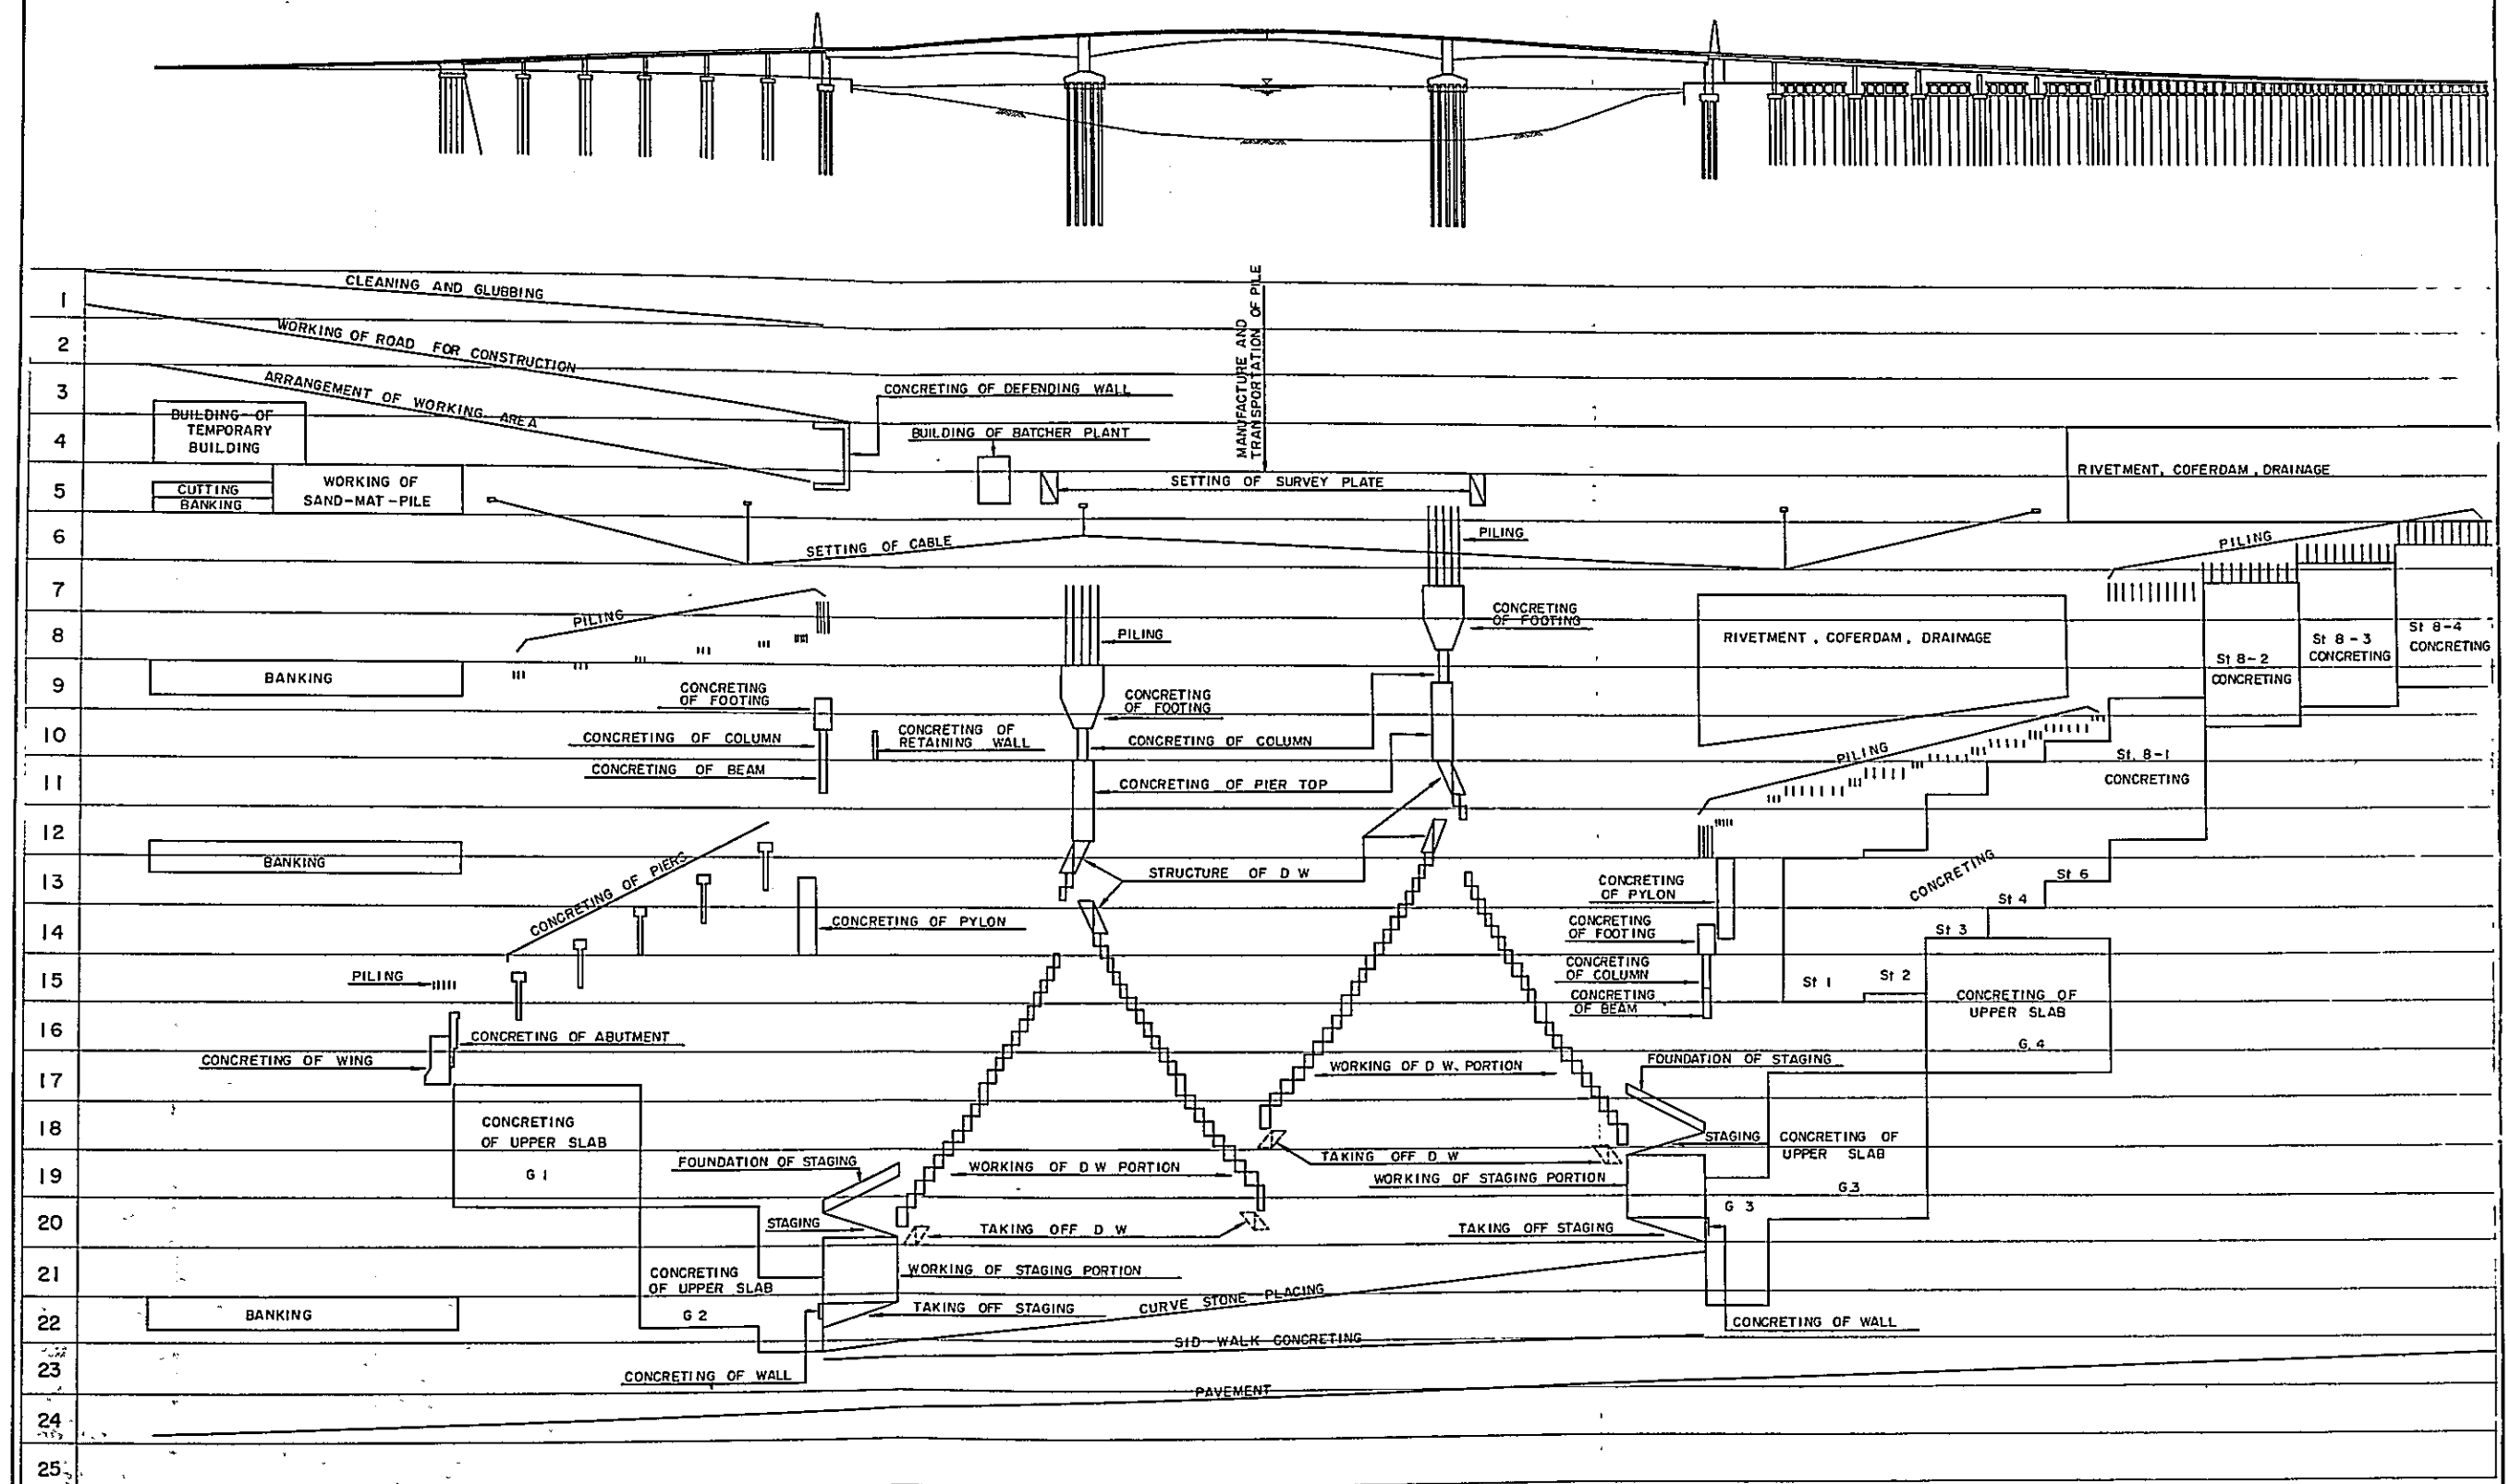 CLEANING AND GLUBBING
1
WORKING OF ROAD FOR CONSTRUCTION
MANUFACTURE AND
TRANSPORTATION OF PILE
2
ARRANGEMENT OF WORKING AREA
3
CONCRETING OF DEFENDING WALL
BUILDING OF
TEMPORARY
BUILDING
4
BUILDING OF BATCHER PLANT
RIVETMENT, COFERDAM, DRAINAGE
5
CUTTING
BANKING
WORKING OF
SAND-MAT-PILE
SETTING OF SURVEY PLATE
6
SETTING OF CABLE
PILING
PILING
7
PILING
CONCRETING
OF FOOTING
8
PILING
RIVETMENT, COFERDAM, DRAINAGE
St 8-2
CONCRETING
St 8-3
CONCRETING
St 8-4
CONCRETING
9
BANKING
CONCRETING
OF FOOTING
CONCRETING
OF FOOTING
10
CONCRETING OF COLUMN
CONCRETING OF
RETAINING WALL
CONCRETING OF COLUMN
PILING
St. 8-1
CONCRETING
11
CONCRETING OF BEAM
CONCRETING OF PIER TOP
12
BANKING
CONCRETING OF PIERS
13
STRUCTURE OF D W
CONCRETING
OF PYLON
CONCRETING
St 6
St 4
14
CONCRETING OF PYLON
CONCRETING
OF FOOTING
St 3
15
PILING
CONCRETING
OF COLUMN
CONCRETING
OF BEAM
St 1
St 2
CONCRETING OF
UPPER SLAB
G.4
16
CONCRETING OF ABUTMENT
CONCRETING OF WING
17
WORKING OF D W. PORTION
FOUNDATION OF STAGING
18
CONCRETING
OF UPPER SLAB
G 1
STAGING
CONCRETING OF
UPPER SLAB
G.3
19
FOUNDATION OF STAGING
WORKING OF D W PORTION
TAKING OFF D W
WORKING OF STAGING PORTION
G 3
20
STAGING
TAKING OFF D W
TAKING OFF STAGING
21
CONCRETING
OF UPPER SLAB
G 2
WORKING OF STAGING PORTION
22
BANKING
TAKING OFF STAGING
CURVE STONE PLACING
CONCRETING OF WALL
23
SID-WALK CONCRETING
CONCRETING OF WALL
PAVEMENT
24
25